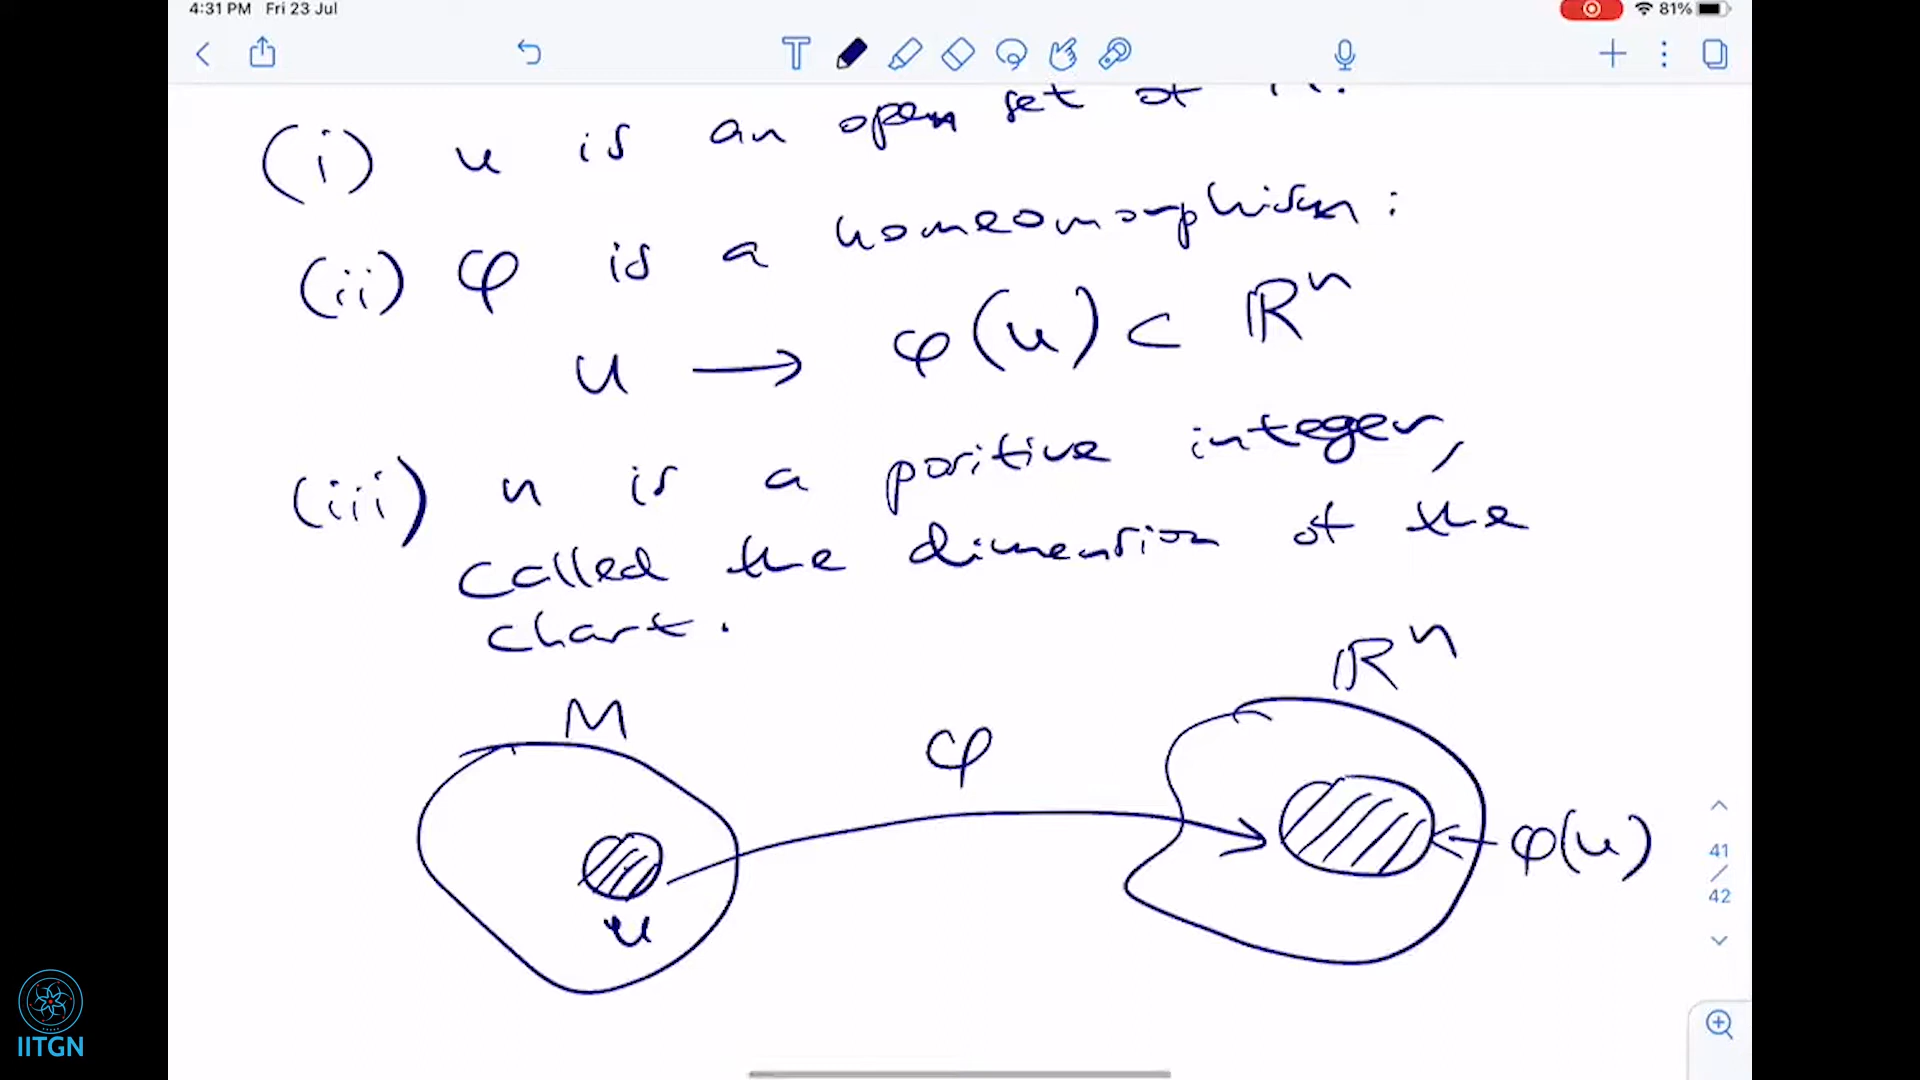 4:31 PM Fri 23 Jul
81%
(i) u is an open set of
(ii) φ is a homeomorphism:
u → φ(u) ⊂ ℝⁿ
(iii) n is a positive integer,
called the dimension of the
chart.
M
φ
ℝⁿ
u
φ(u)
41
/
42
IITGN